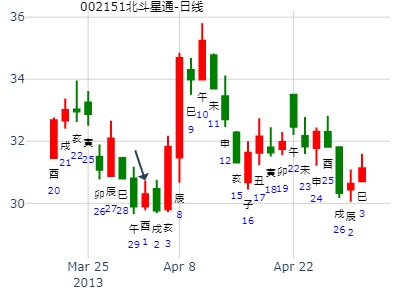 002151北斗星通-日线
36
34
32
30
酉
20
戌
21
亥
22
寅
25
卯
26
辰
27
巳
28
午
29
酉
1
戌
2
亥
3
辰
8
巳
9
午
10
未
11
申
12
亥
15
子
16
丑
17
寅
18
卯
19
午
22
未
23
申
24
酉
25
戌
26
辰
2
巳
3
Mar 25
2013
Apr 8
Apr 22